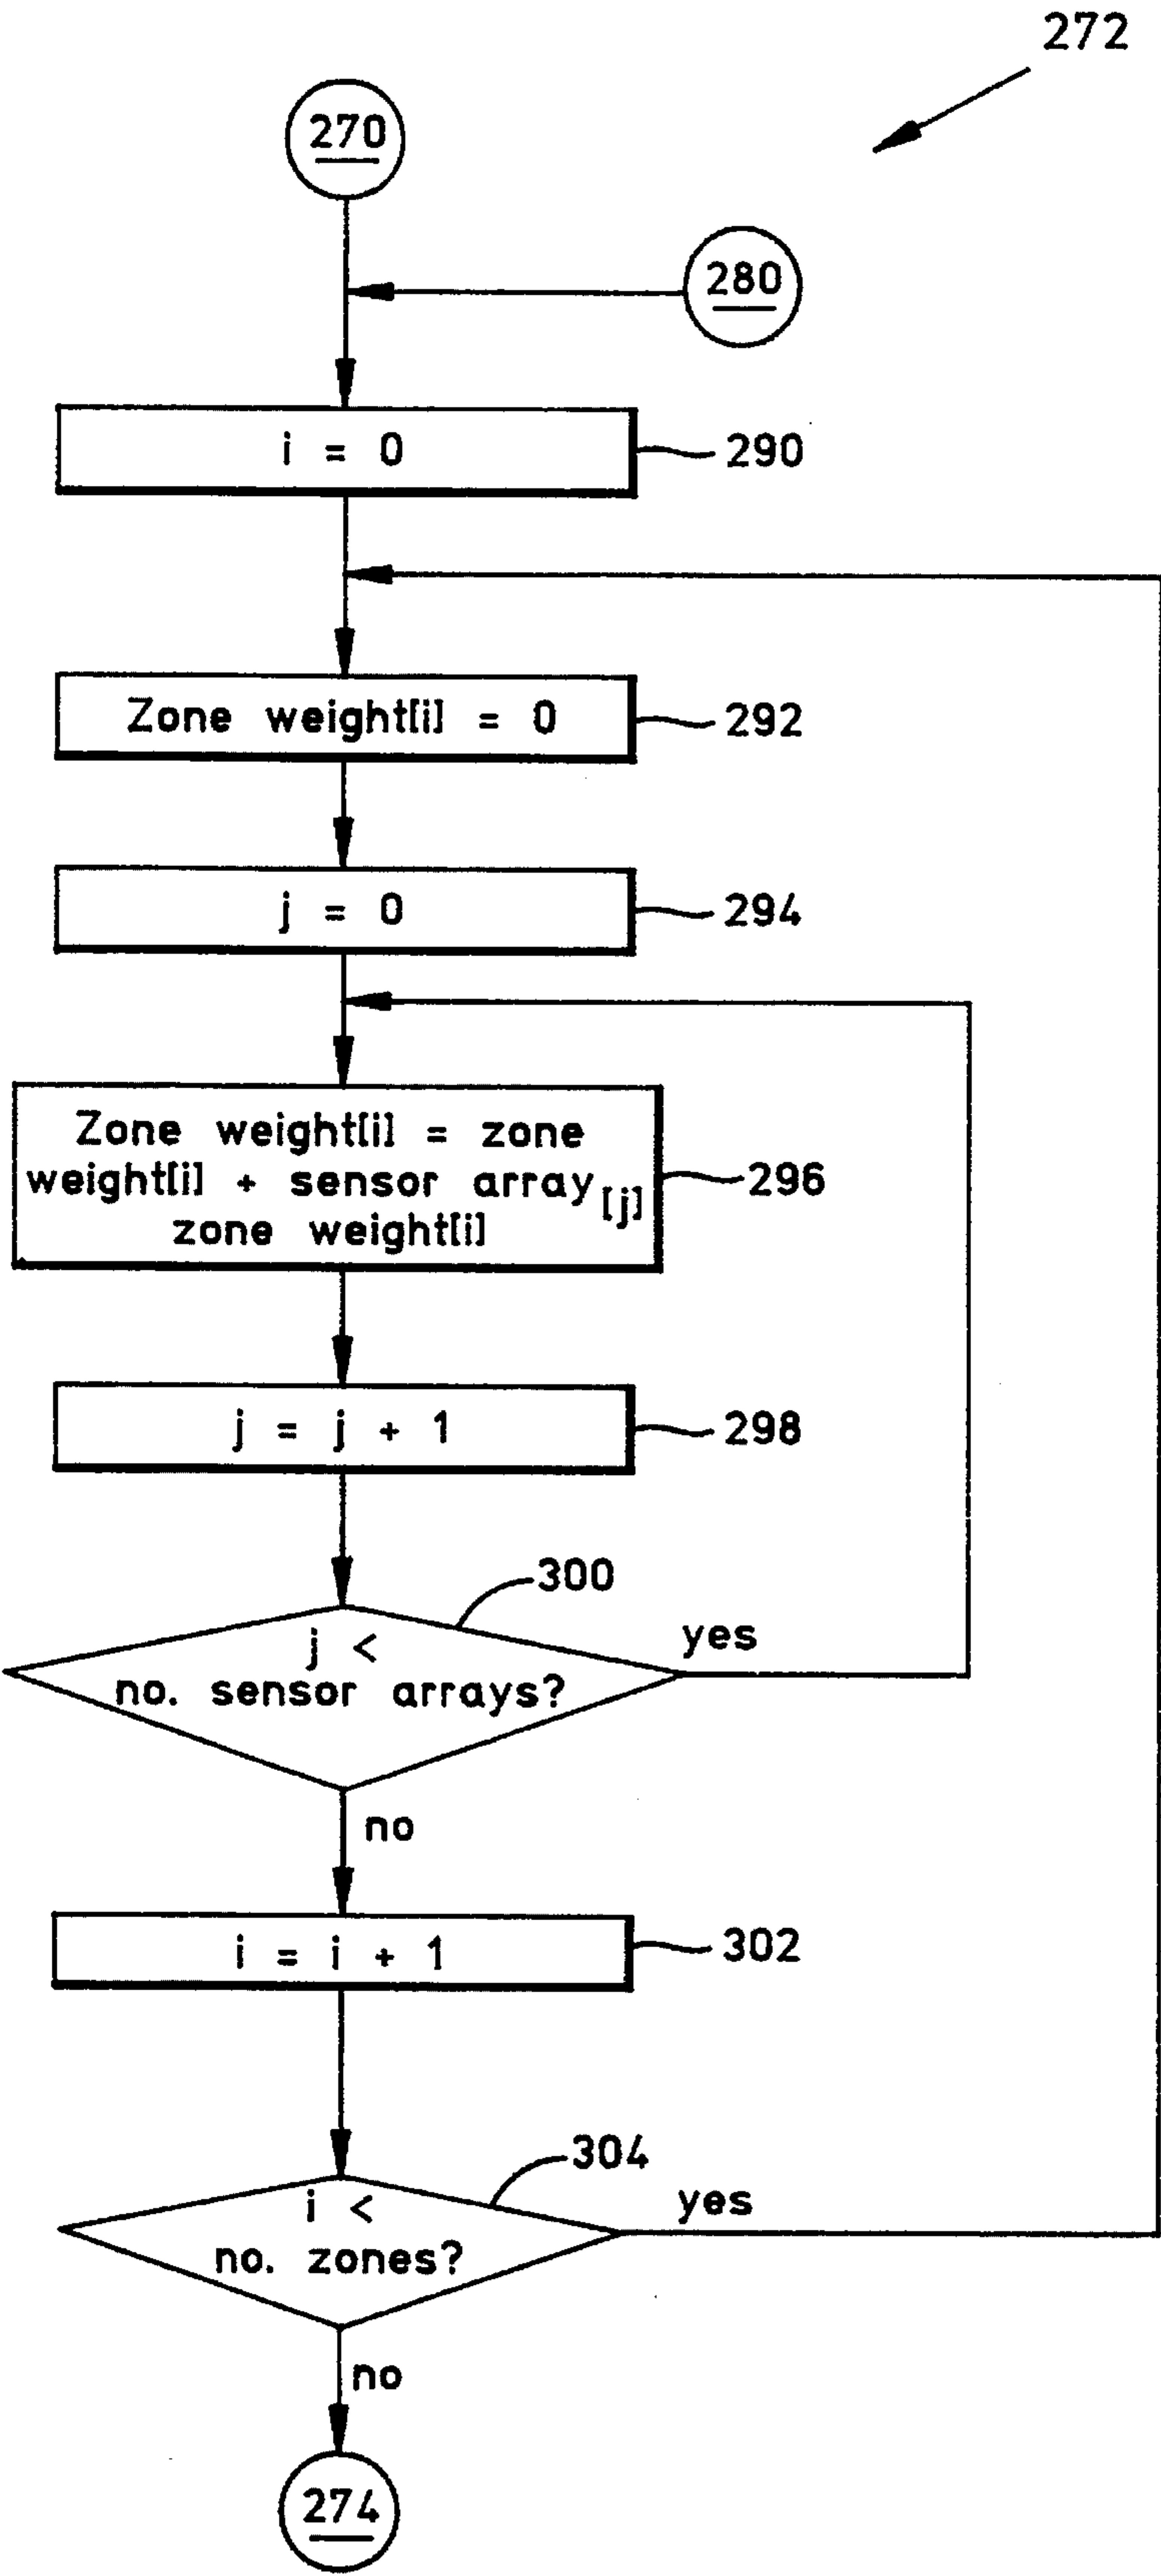 272
270
280
i = 0
290
Zone weight[i] = 0
292
j = 0
294
Zone weight[i] = zone
weight[i] + sensor array[j]
zone weight[i]
296
j = j + 1
298
300
j <
no. sensor arrays?
yes
no
i = i + 1
302
304
i <
no. zones?
yes
no
274